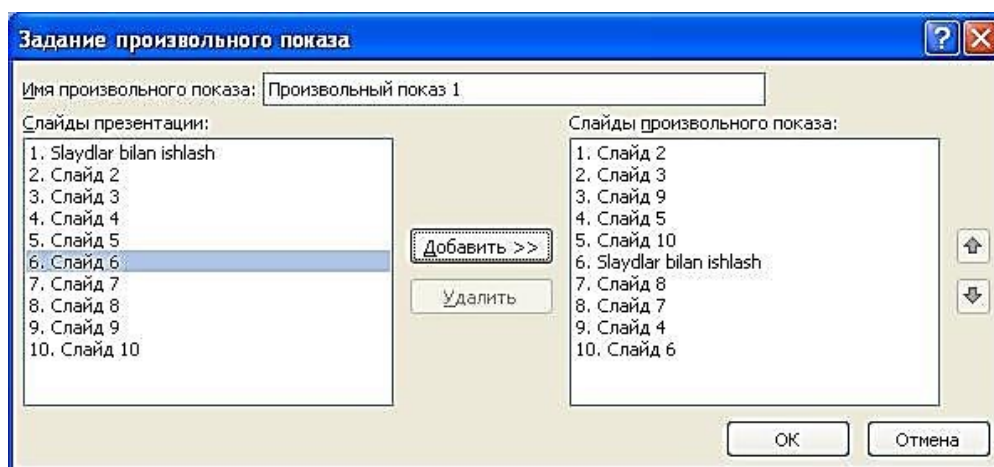 Задание произвольного показа
Имя произвольного показа: Произвольный показ 1
Слайды презентации:
1. Slaydlar bilan ishlash
2. Слайд 2
3. Слайд 3
4. Слайд 4
5. Слайд 5
6. Слайд 6
7. Слайд 7
8. Слайд 8
9. Слайд 9
10. Слайд 10
Добавить >>
Удалить
Слайды произвольного показа:
1. Слайд 2
2. Слайд 3
3. Слайд 9
4. Слайд 5
5. Слайд 10
6. Slaydlar bilan ishlash
7. Слайд 8
8. Слайд 7
9. Слайд 4
10. Слайд 6
ОК
Отмена